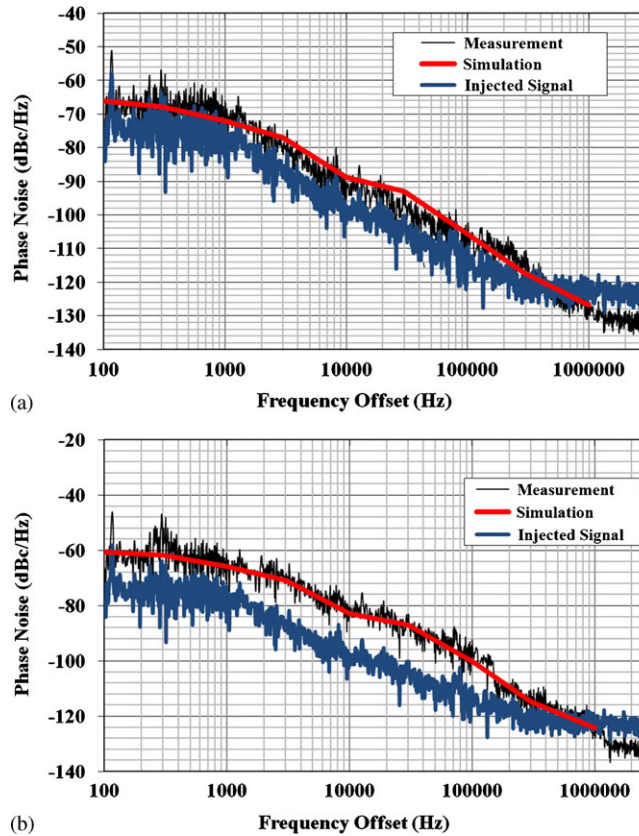 -40
-50
-60
-70
-80
-90
-100
-110
-120
-130
-140
Phase Noise (dBc/Hz)
Measurement
Simulation
Injected Signal
100 1000 10000 100000 1000000
Frequency Offset (Hz)
(a)
-20
-40
-60
-80
-100
-120
-140
Phase Noise (dBc/Hz)
Measurement
Simulation
Injected Signal
100 1000 10000 100000 1000000
Frequency Offset (Hz)
(b)